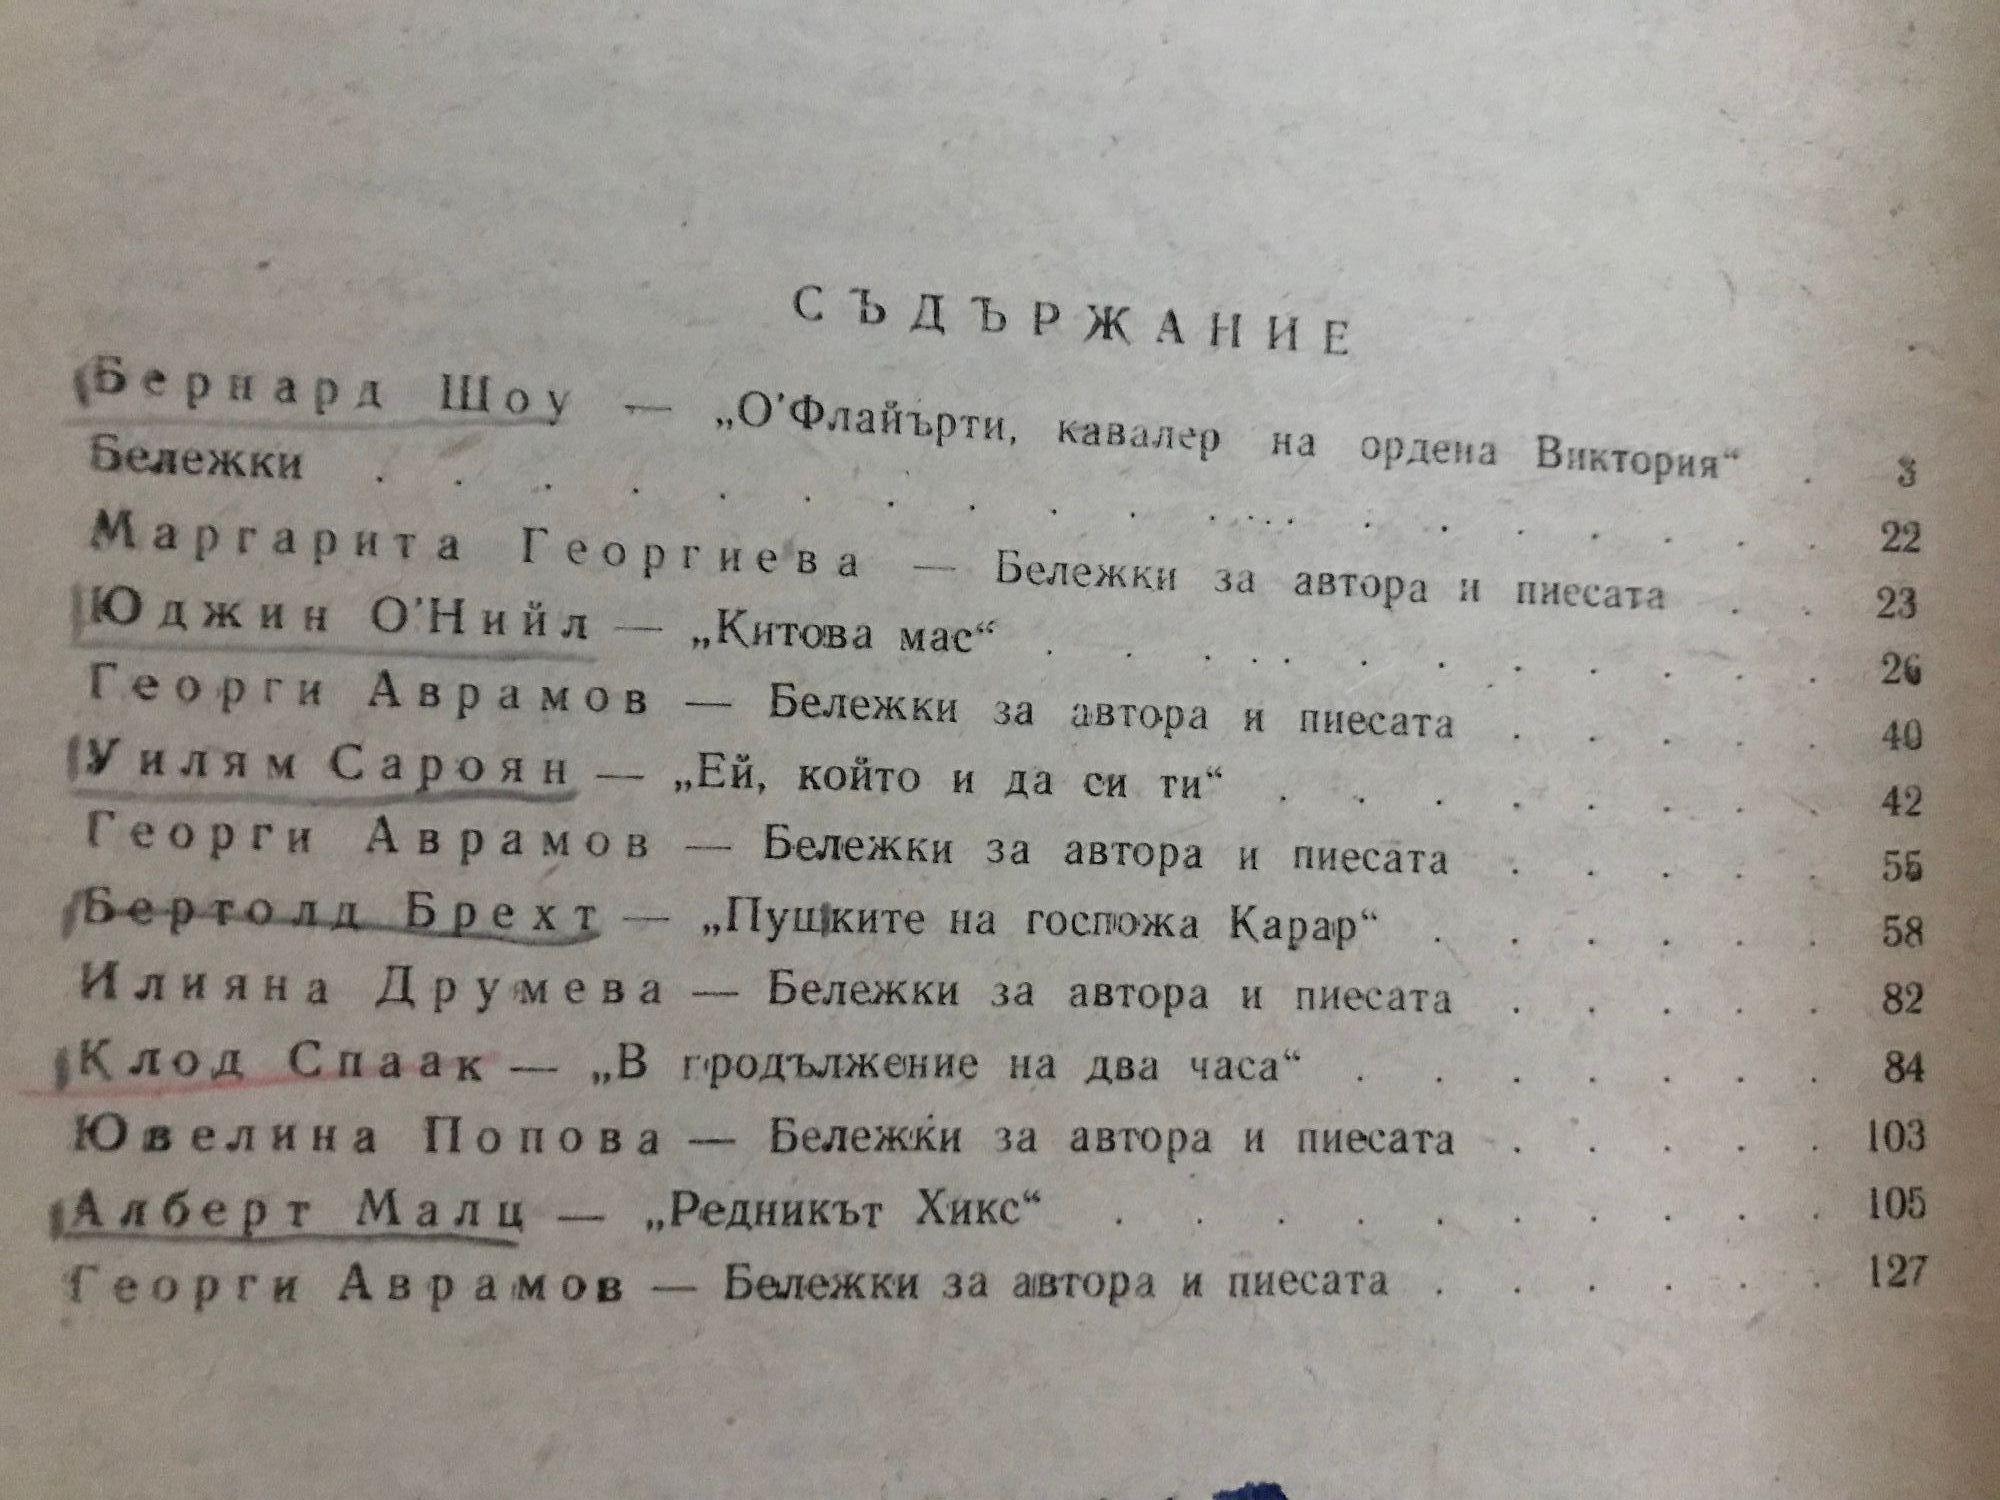 СЪДЪРЖАНИЕ
Бернард Шоу — „О'Флайърти, кавалер на ордена Виктория“ . 3
Бележки . . . . . . . . . . . . . . . . . . . . 22
Маргарита Георгиева — Бележки за автора и пиесата . . 23
Юджин О'Нийл — „Китова мас“ . . . . . . . . . . . 26
Георги Аврамов — Бележки за автора и пиесата . . . . . 40
Уилям Сароян — „Ей, който и да си ти“ . . . . . . . . 42
Георги Аврамов — Бележки за автора и пиесата . . . . . 55
Бертолд Брехт — „Пушките на госпожа Карар“ . . . . . . 58
Илияна Друмева — Бележки за автора и пиесата . . . . . 82
Клод Спаак — „В продължение на два часа“ . . . . . . . 84
Ювелина Попова — Бележки за автора и пиесата . . . . . 103
Алберт Малц — „Редникът Хикс“ . . . . . . . . . . 105
Георги Аврамов — Бележки за автора и пиесата . . . . . . 127